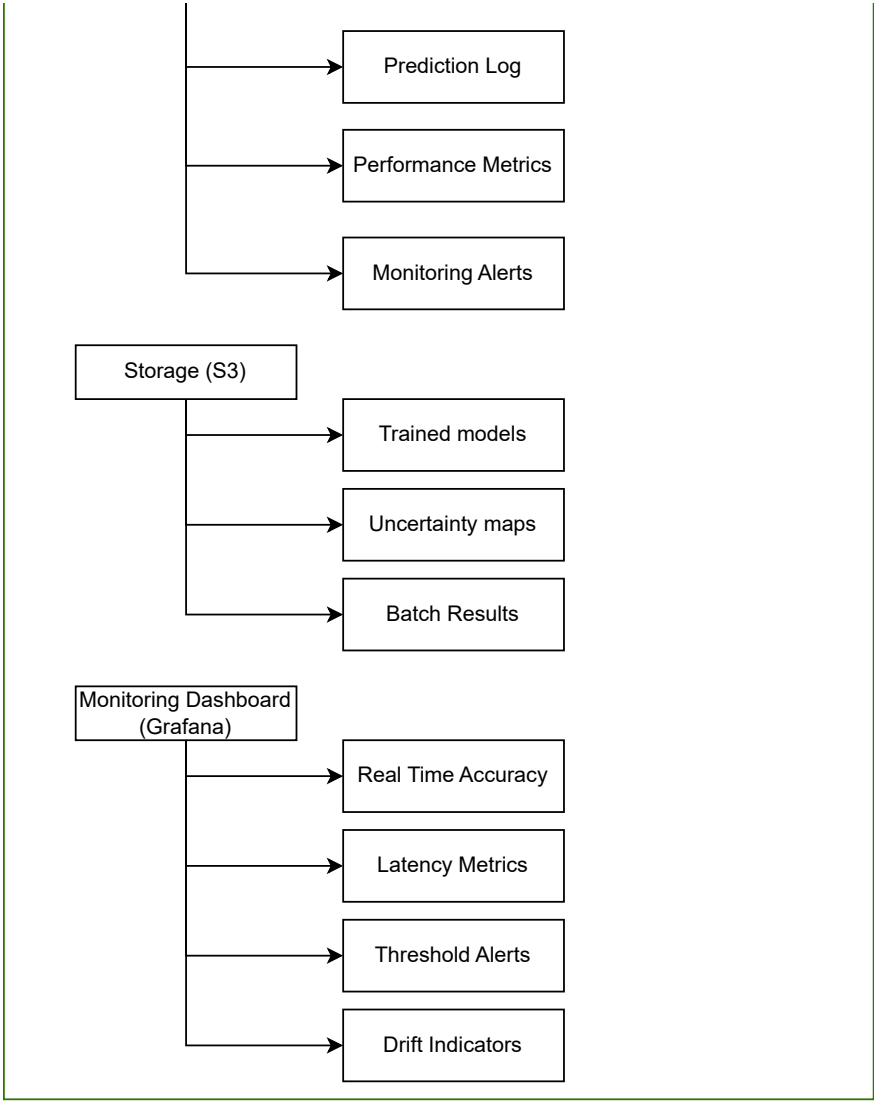 Prediction Log
Performance Metrics
Monitoring Alerts
Storage (S3)
Trained models
Uncertainty maps
Batch Results
Monitoring Dashboard
(Grafana)
Real Time Accuracy
Latency Metrics
Threshold Alerts
Drift Indicators